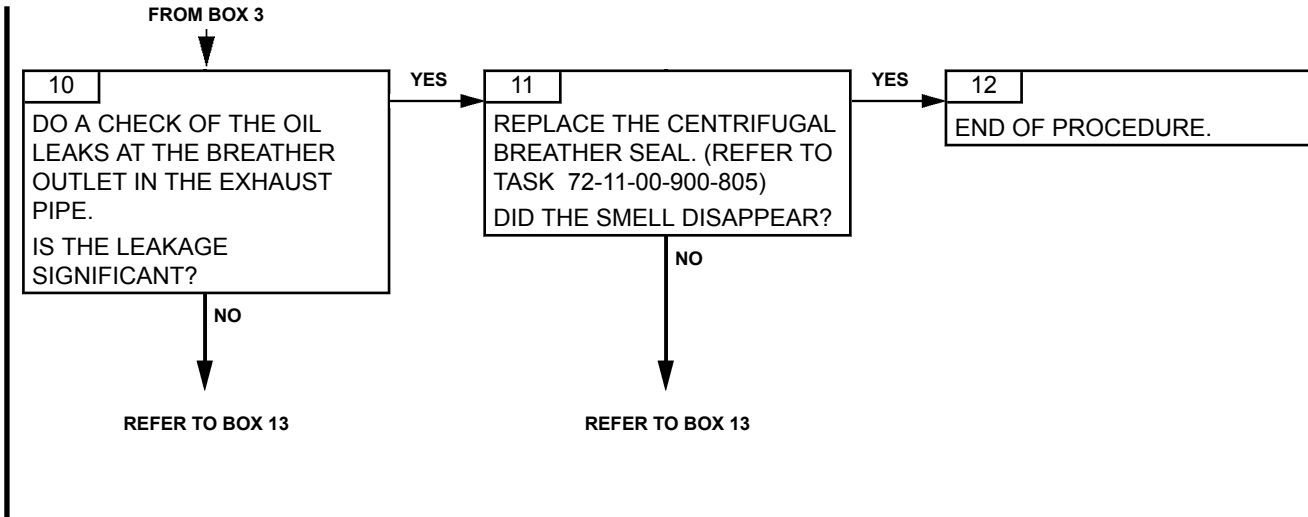 FROM BOX 3
10
DO A CHECK OF THE OIL
LEAKS AT THE BREATHER
OUTLET IN THE EXHAUST
PIPE.
IS THE LEAKAGE
SIGNIFICANT?
YES
NO
REFER TO BOX 13
11
REPLACE THE CENTRIFUGAL
BREATHER SEAL. (REFER TO
TASK 72-11-00-900-805)
DID THE SMELL DISAPPEAR?
YES
NO
REFER TO BOX 13
12
END OF PROCEDURE.